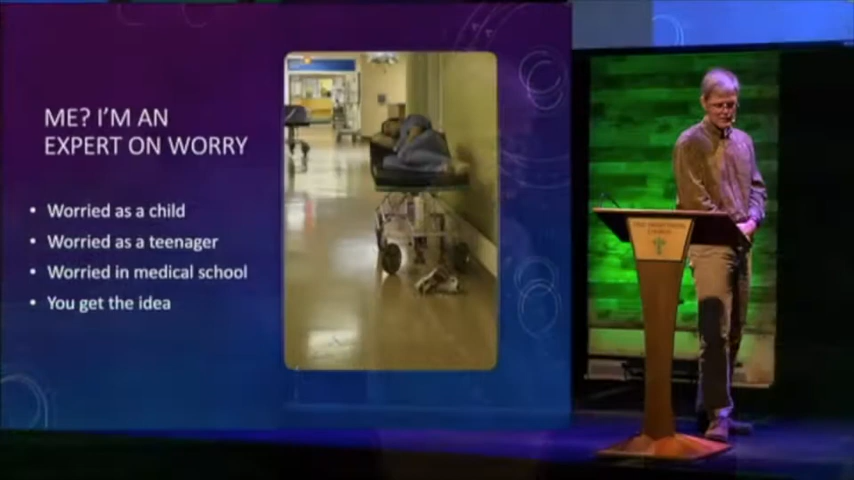 ME? I'M AN
EXPERT ON WORRY
• Worried as a child
• Worried as a teenager
• Worried in medical school
• You get the idea
CHURCH